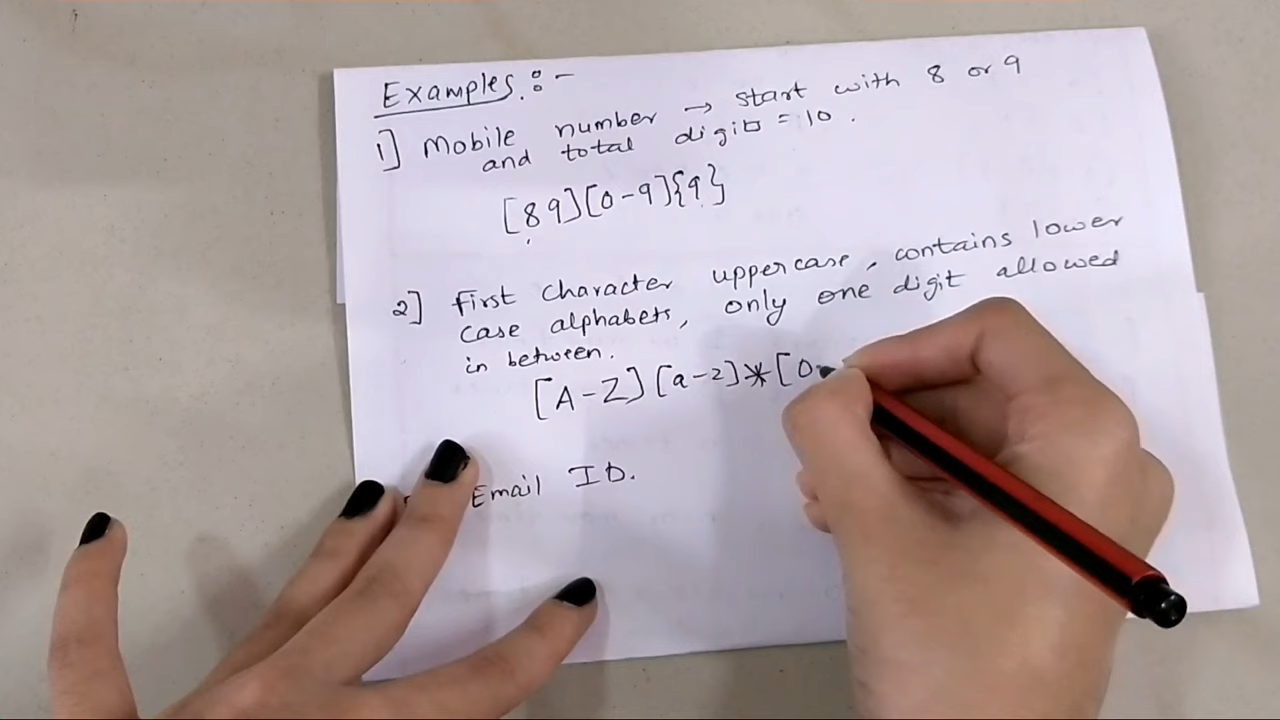 Examples :-
1] Mobile number → start with 8 or 9
and total digits = 10.
[89][0-9]{9}
2] First character uppercase, contains lower
case alphabets, only one digit allowed
in between.
[A-Z][a-z]*[0-
Email ID.